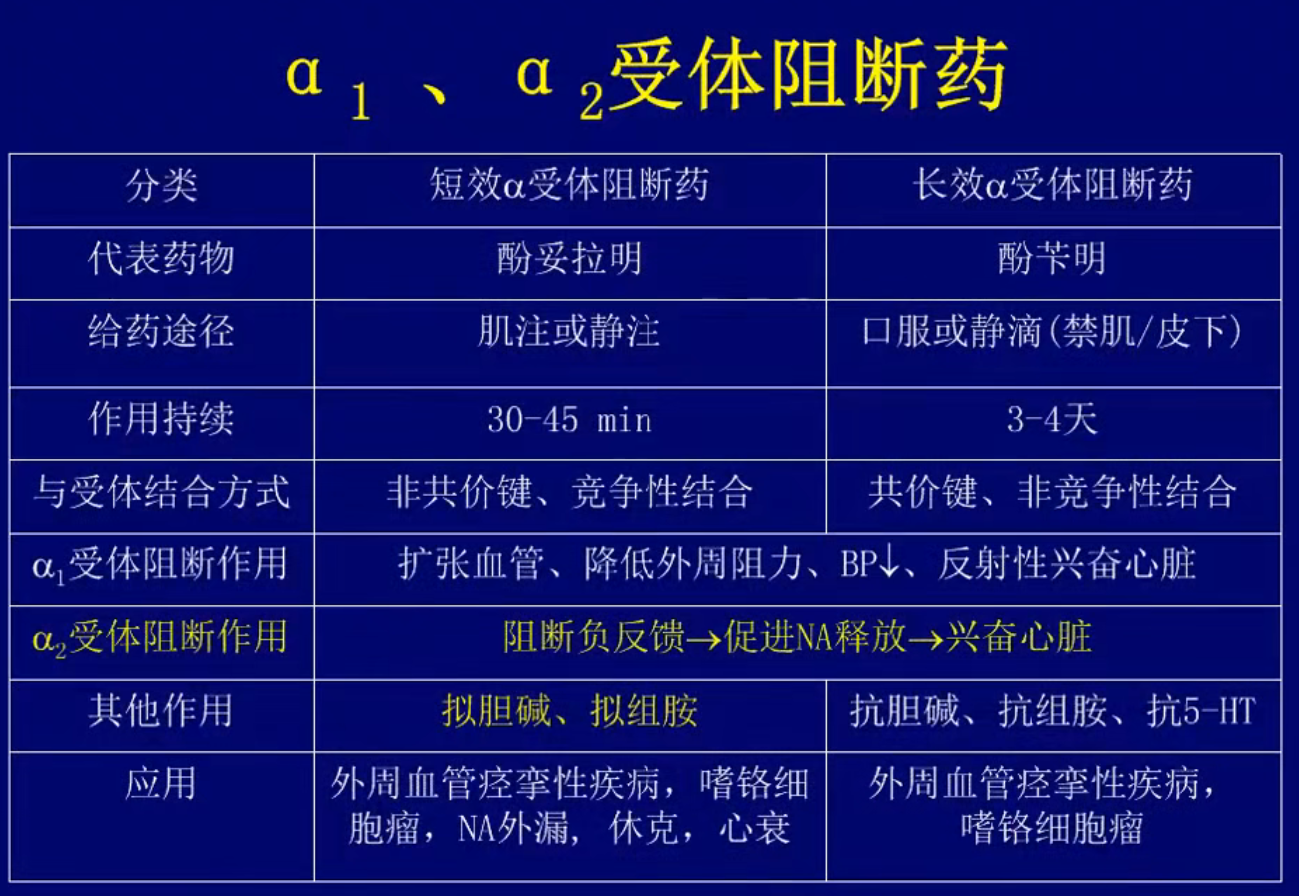 α1 、α2受体阻断药
分类 短效α受体阻断药 长效α受体阻断药
代表药物 酚妥拉明 酚苄明
给药途径 肌注或静注 口服或静滴(禁肌/皮下)
作用持续 30-45 min 3-4天
与受体结合方式 非共价键、竞争性结合 共价键、非竞争性结合
α1受体阻断作用 扩张血管、降低外周阻力、BP↓、反射性兴奋心脏
α2受体阻断作用 阻断负反馈→促进NA释放→兴奋心脏
其他作用 拟胆碱、拟组胺 抗胆碱、抗组胺、抗5-HT
应用 外周血管痉挛性疾病，嗜铬细 外周血管痉挛性疾病，
胞瘤，NA外漏, 休克，心衰 嗜铬细胞瘤